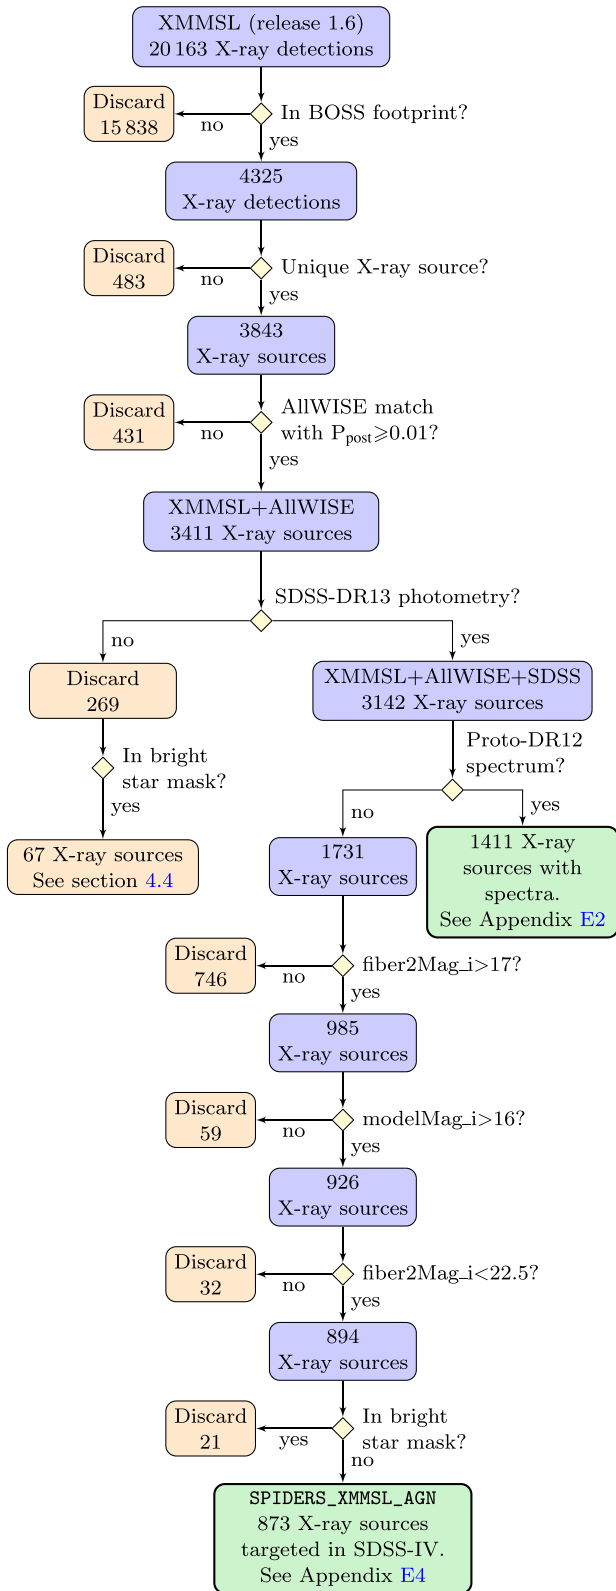 XMMSL (release 1.6)
20 163 X-ray detections
Discard
15 838
no
In BOSS footprint?
yes
4325
X-ray detections
Discard
483
no
Unique X-ray source?
yes
3843
X-ray sources
Discard
431
no
AllWISE match
with Ppost⩾0.01?
yes
XMMSL+AllWISE
3411 X-ray sources
SDSS-DR13 photometry?
no
yes
Discard
269
XMMSL+AllWISE+SDSS
3142 X-ray sources
In bright
star mask?
yes
67 X-ray sources
See section 4.4
Proto-DR12
spectrum?
no
yes
1731
X-ray sources
1411 X-ray
sources with
spectra.
See Appendix E2
Discard
746
no
fiber2Mag_i>17?
yes
985
X-ray sources
Discard
59
no
modelMag_i>16?
yes
926
X-ray sources
Discard
32
no
fiber2Mag_i<22.5?
yes
894
X-ray sources
Discard
21
yes
In bright
star mask?
no
SPIDERS_XMMSL_AGN
873 X-ray sources
targeted in SDSS-IV.
See Appendix E4